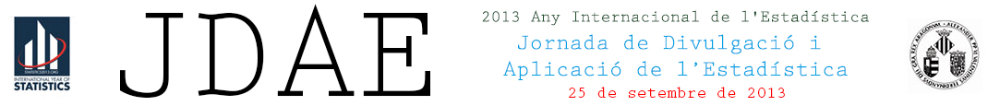 STATISTICS2013.ORG
INTERNATIONAL YEAR OF
STATISTICS
JDAE
2013 Any Internacional de l'Estadística
Jornada de Divulgació i
Aplicació de l’Estadística
25 de setembre de 2013